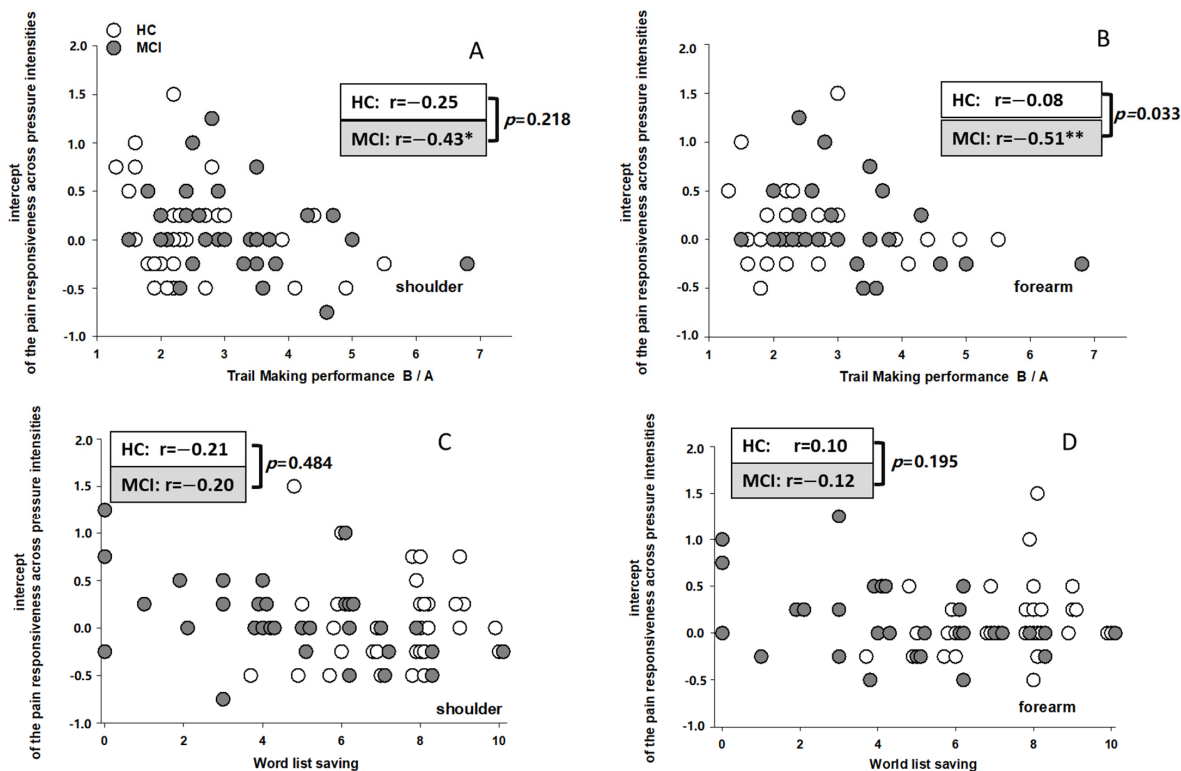 HC
MCI
A
2.0
1.5
1.0
0.5
0.0
-0.5
-1.0
intercept
of the pain responsiveness across pressure intensities
HC: r=−0.25
MCI: r=−0.43*
p=0.218
shoulder
1 2 3 4 5 6 7
Trail Making performance B / A
B
2.0
1.5
1.0
0.5
0.0
-0.5
-1.0
intercept
of the pain responsiveness across pressure intensities
HC: r=−0.08
MCI: r=−0.51**
p=0.033
forearm
1 2 3 4 5 6 7
Trail Making performance B / A
C
2.0
1.5
1.0
0.5
0.0
-0.5
-1.0
intercept
of the pain responsiveness across pressure intensities
HC: r=−0.21
MCI: r=−0.20
p=0.484
shoulder
0 2 4 6 8 10
Word list saving
D
2.0
1.5
1.0
0.5
0.0
-0.5
-1.0
intercept
of the pain responsiveness across pressure intensities
HC: r=0.10
MCI: r=−0.12
p=0.195
forearm
0 2 4 6 8 10
World list saving